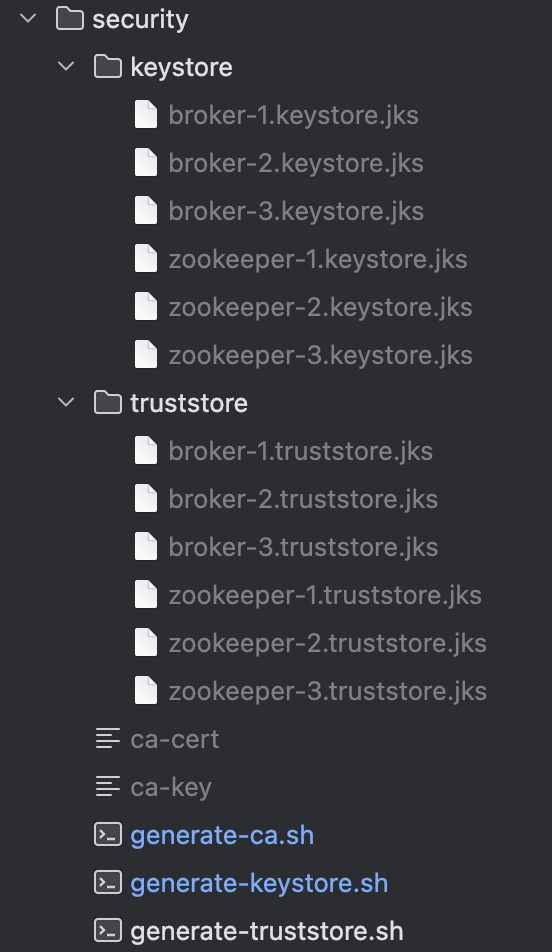 security
keystore
broker-1.keystore.jks
broker-2.keystore.jks
broker-3.keystore.jks
zookeeper-1.keystore.jks
zookeeper-2.keystore.jks
zookeeper-3.keystore.jks
truststore
broker-1.truststore.jks
broker-2.truststore.jks
broker-3.truststore.jks
zookeeper-1.truststore.jks
zookeeper-2.truststore.jks
zookeeper-3.truststore.jks
ca-cert
ca-key
generate-ca.sh
generate-keystore.sh
generate-truststore.sh